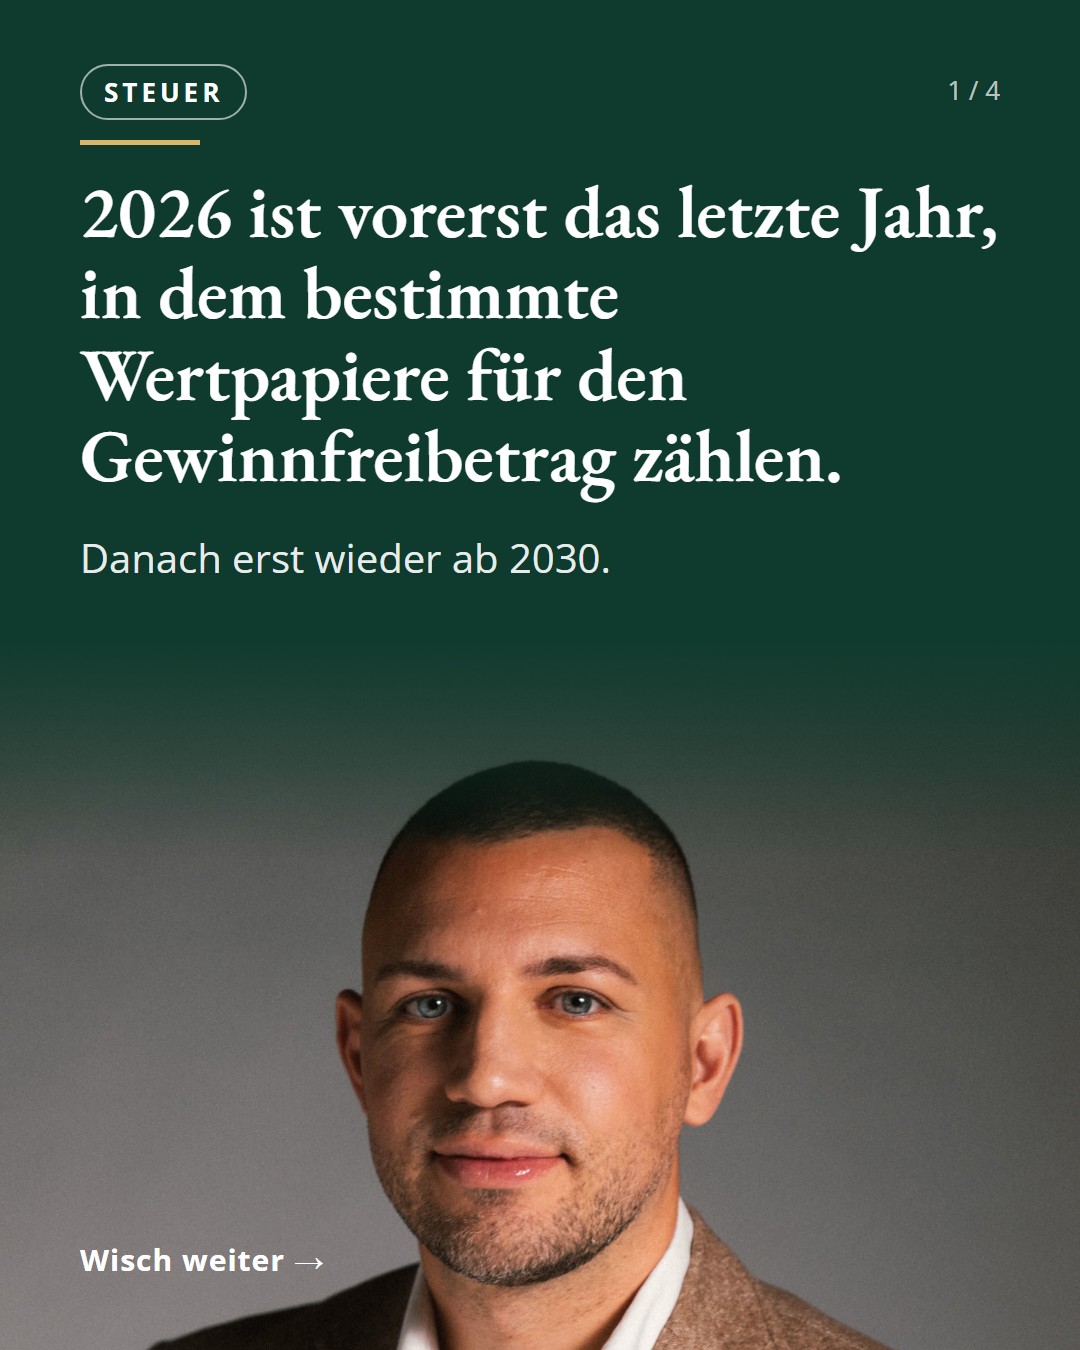 STEUER
1 / 4
2026 ist vorerst das letzte Jahr,
in dem bestimmte
Wertpapiere für den
Gewinnfreibetrag zählen.
Danach erst wieder ab 2030.
Wisch weiter →